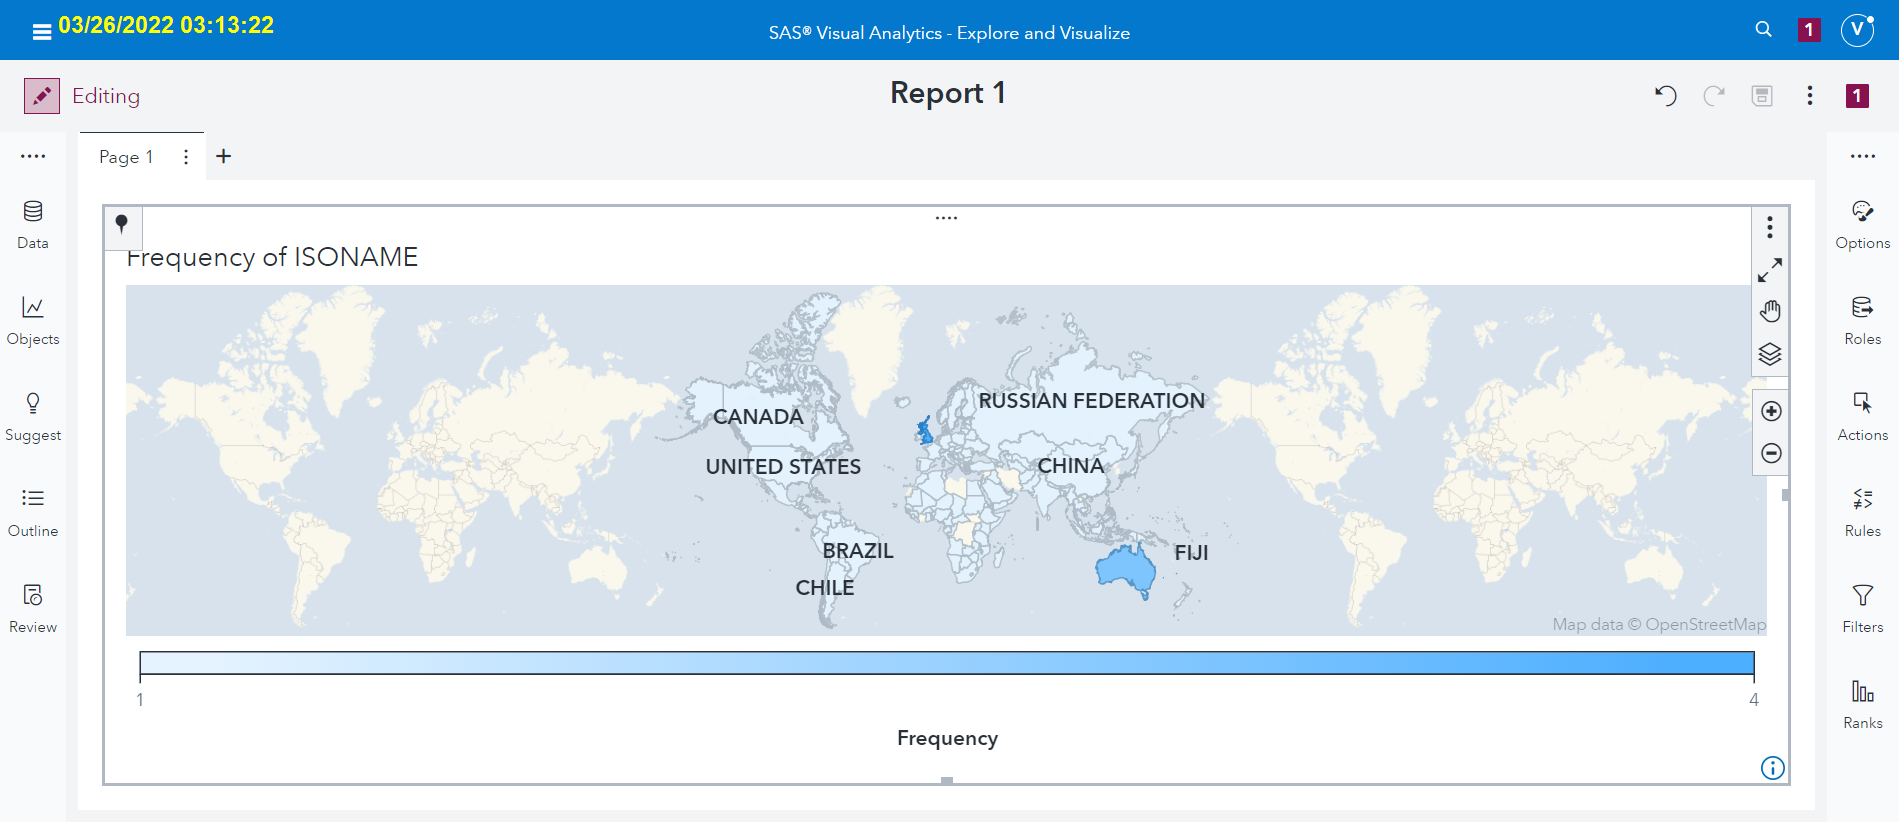 03/26/2022 03:13:22
SAS® Visual Analytics - Explore and Visualize
1
V
Editing
Report 1
1
Page 1
Data
Objects
Suggest
Outline
Review
Frequency of ISONAME
CANADA
RUSSIAN FEDERATION
UNITED STATES
CHINA
BRAZIL
FIJI
CHILE
Map data © OpenStreetMap
1
4
Frequency
Options
Roles
Actions
Rules
Filters
Ranks